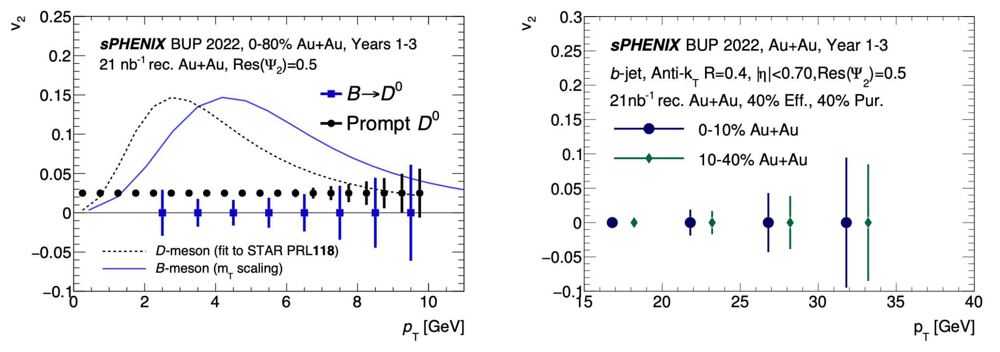 v₂
0.25
0.2
0.15
0.1
0.05
0
−0.05
−0.1
sPHENIX BUP 2022, 0-80% Au+Au, Years 1-3
21 nb⁻¹ rec. Au+Au, Res(Ψ₂)=0.5
B→D⁰
Prompt D⁰
D-meson (fit to STAR PRL118)
B-meson (m_T scaling)
0 2 4 6 8 10
p_T [GeV]
v₂
0.3
0.25
0.2
0.15
0.1
0.05
0
−0.05
−0.1
sPHENIX BUP 2022, Au+Au, Year 1-3
b-jet, Anti-k_T R=0.4, |η|<0.70,Res(Ψ₂)=0.5
21nb⁻¹ rec. Au+Au, 40% Eff., 40% Pur.
0-10% Au+Au
10-40% Au+Au
15 20 25 30 35 40
p_T [GeV]